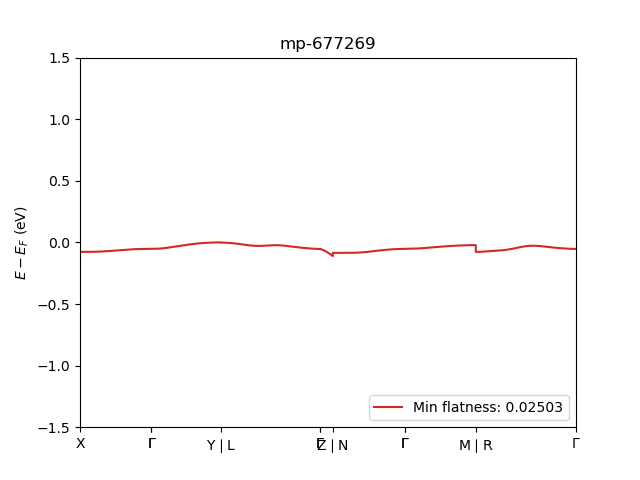 mp-677269
E − E_F (eV)
1.5
1.0
0.5
0.0
−0.5
−1.0
−1.5
Min flatness: 0.02503
X Γ Y | L Γ Z | N Γ M | R Γ